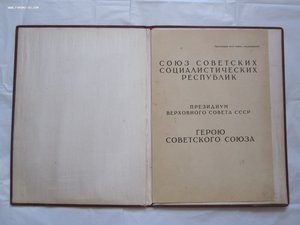 СОЮЗ СОВЕТСКИХ
СОЦИАЛИСТИЧЕСКИХ
РЕСПУБЛИК
ПРЕЗИДИУМ
ВЕРХОВНОГО СОВЕТА СССР
ГЕРОЮ
СОВЕТСКОГО СОЮЗА